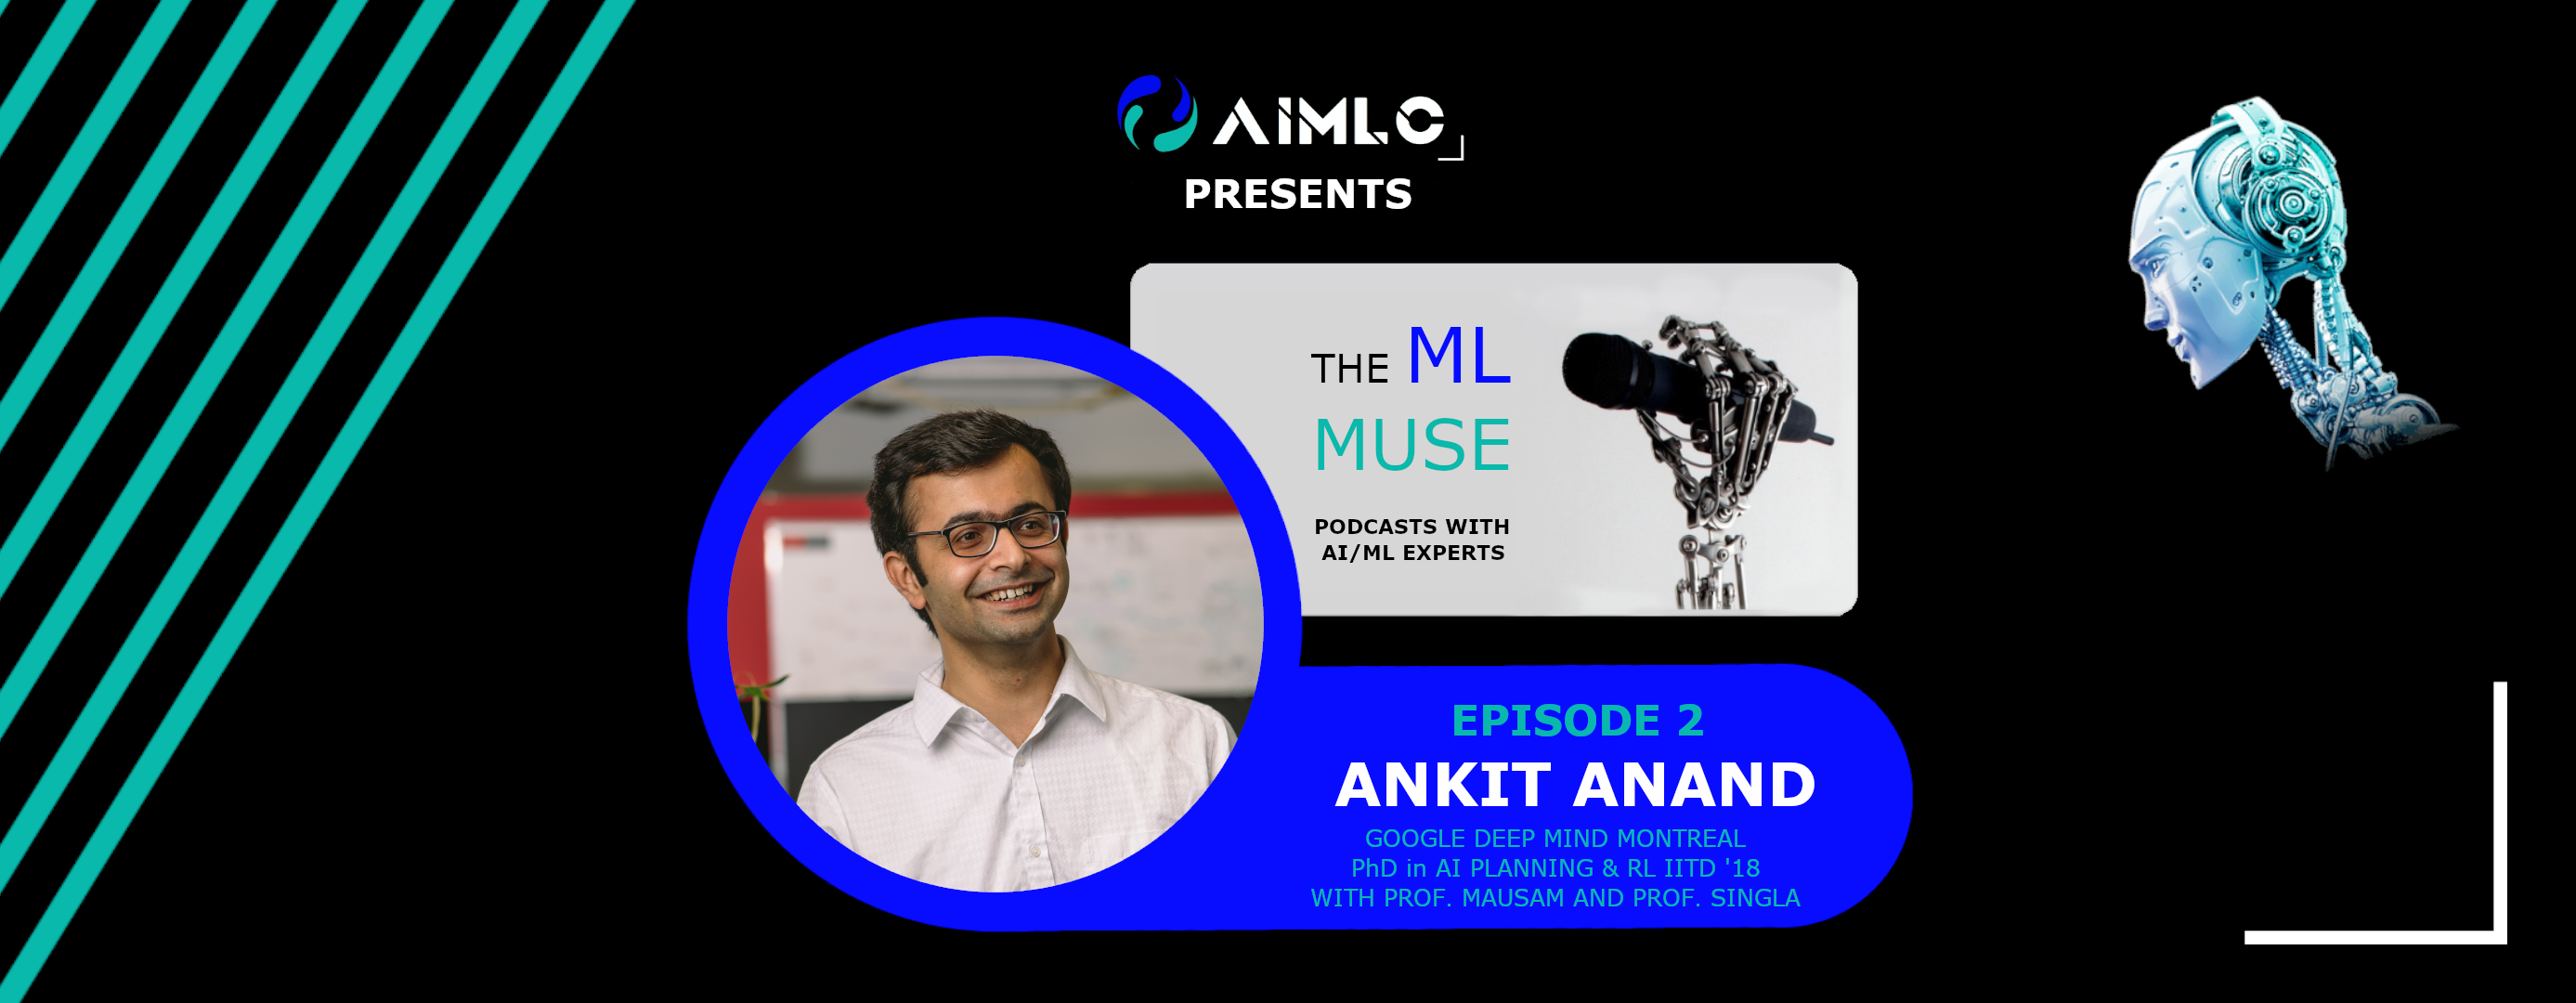 AIMLC
PRESENTS
THE ML
MUSE
PODCASTS WITH
AI/ML EXPERTS
EPISODE 2
ANKIT ANAND
GOOGLE DEEP MIND MONTREAL
PhD in AI PLANNING & RL IITD '18
WITH PROF. MAUSAM AND PROF. SINGLA